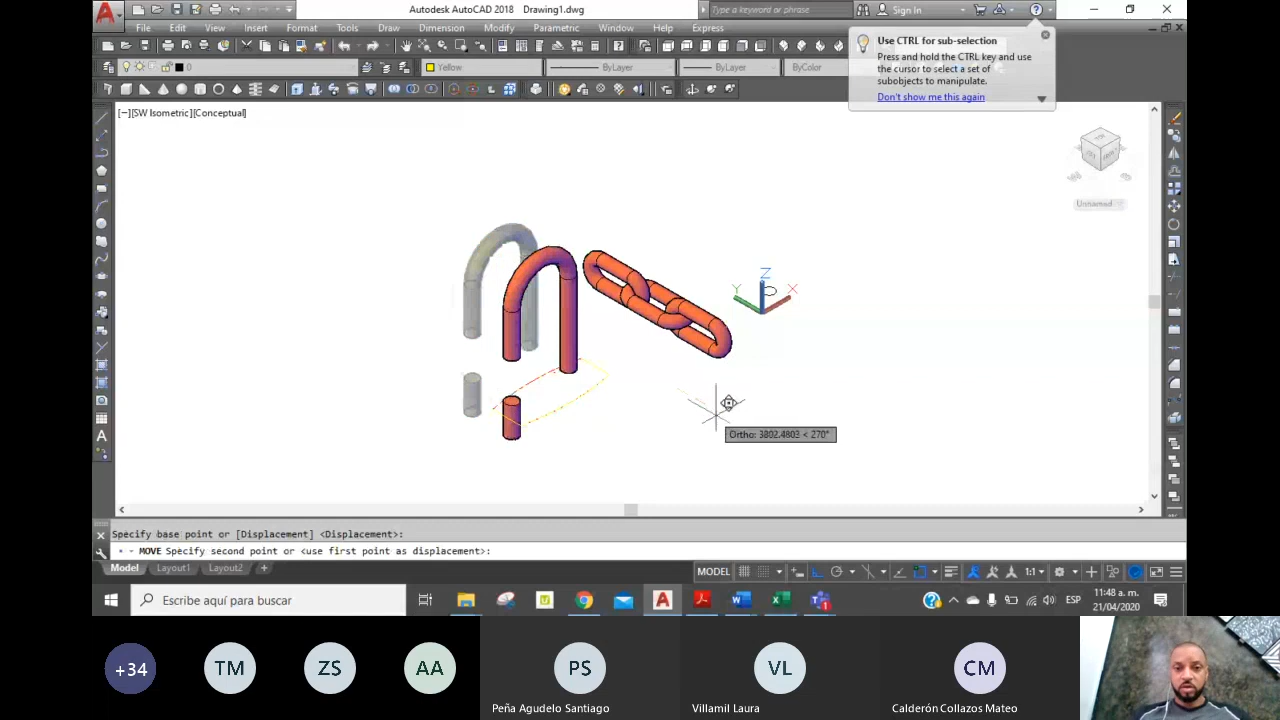 Autodesk AutoCAD 2018 Drawing1.dwg
Type a keyword or phrase
Sign In
File Edit View Insert Format Tools Draw Dimension Modify Parametric Window Help Express
0
Yellow
ByLayer
ByLayer
ByColor
Use CTRL for sub-selection
Press and hold the CTRL key and use
the cursor to select a set of
subobjects to manipulate.
Don't show me this again
[−][SW Isometric][Conceptual]
Unnamed
Z
Y
X
Ortho: 3892.4803 < 270°
Specify base point or [Displacement] <Displacement>:
MOVE Specify second point or <use first point as displacement>:
Model Layout1 Layout2 +
MODEL
1:1
Escribe aquí para buscar
ESP
11:48 a. m.
21/04/2020
+34
TM
ZS
AA
PS
VL
CM
Peña Agudelo Santiago
Villamil Laura
Calderón Collazos Mateo